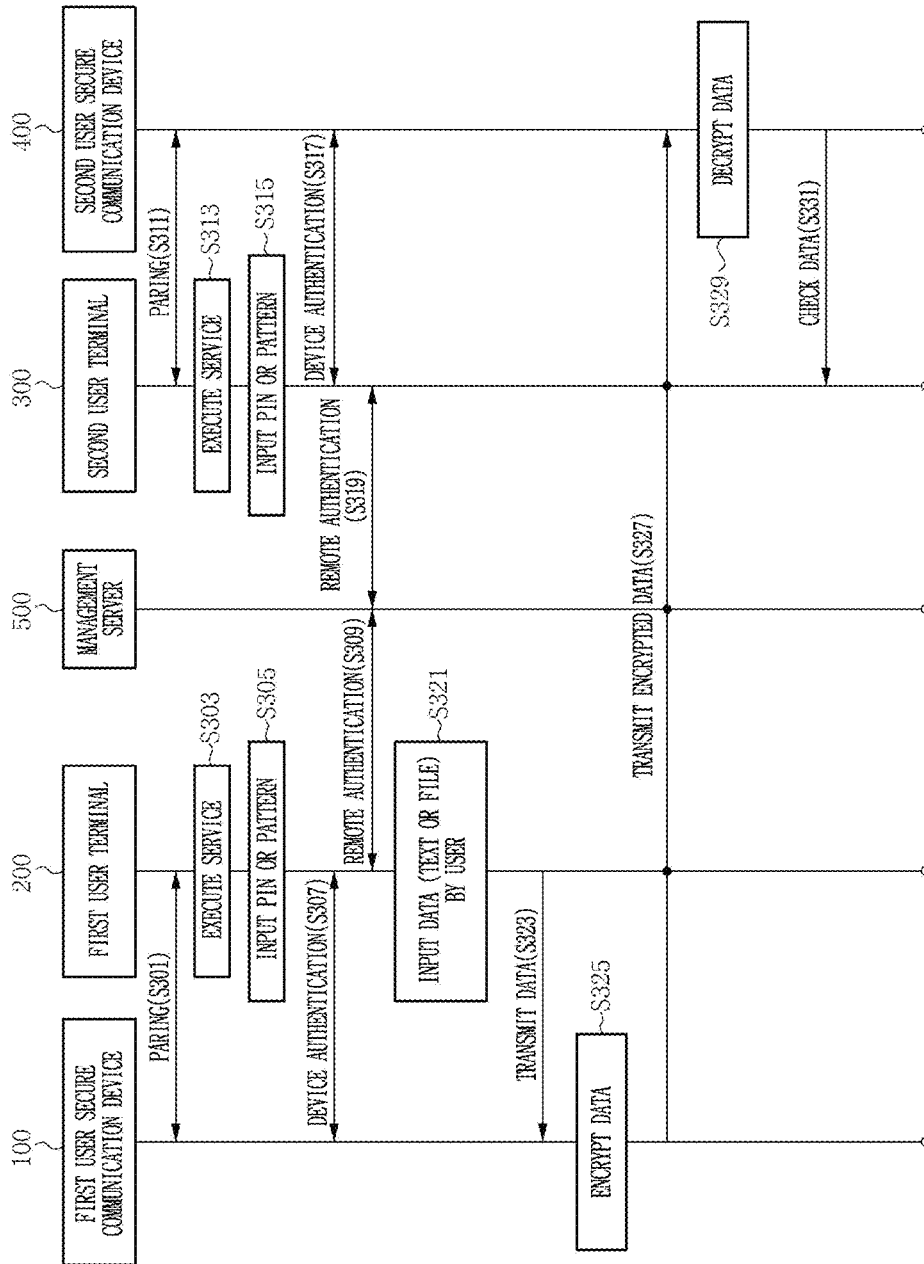 100
FIRST USER SECURE
COMMUNICATION DEVICE
200
FIRST USER TERMINAL
500
MANAGEMENT
SERVER
300
SECOND USER TERMINAL
400
SECOND USER SECURE
COMMUNICATION DEVICE
PARING(S301)
PARING(S311)
EXECUTE SERVICE
S303
EXECUTE SERVICE
S313
INPUT PIN OR PATTERN
S305
INPUT PIN OR PATTERN
S315
DEVICE AUTHENTICATION(S307)
DEVICE AUTHENTICATION(S317)
REMOTE AUTHENTICATION(S309)
REMOTE AUTHENTICATION
(S319)
INPUT DATA (TEXT OR FILE)
BY USER
S321
TRANSMIT DATA(S323)
ENCRYPT DATA
S325
TRANSMIT ENCRYPTED DATA(S327)
DECRYPT DATA
S329
CHECK DATA(S331)